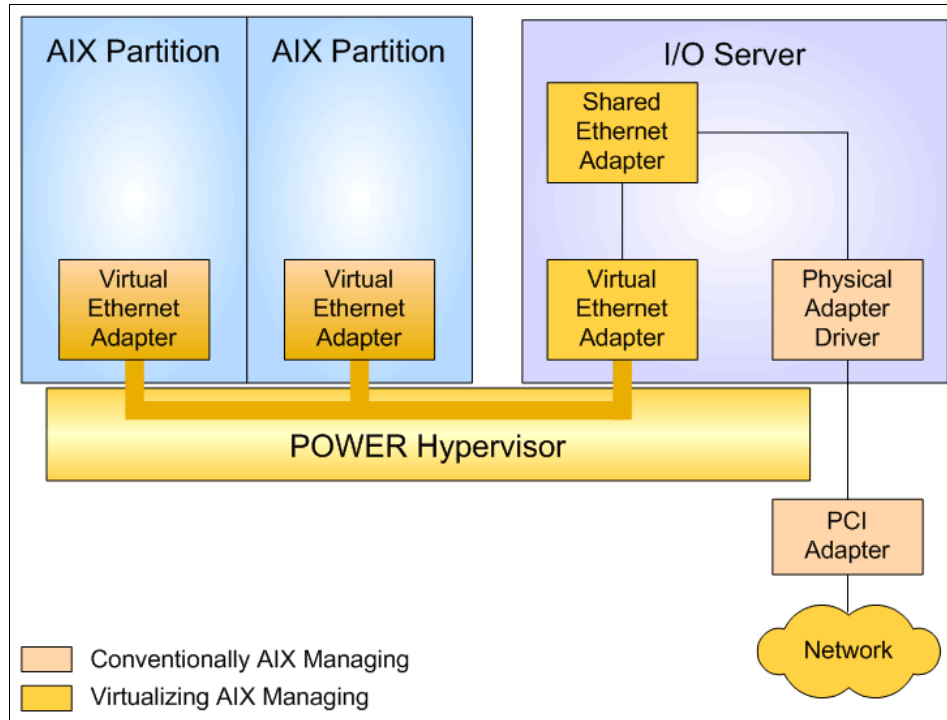 AIX Partition
AIX Partition
I/O Server
Shared
Ethernet
Adapter
Virtual
Ethernet
Adapter
Virtual
Ethernet
Adapter
Virtual
Ethernet
Adapter
Physical
Adapter
Driver
POWER Hypervisor
PCI
Adapter
Network
Conventionally AIX Managing
Virtualizing AIX Managing